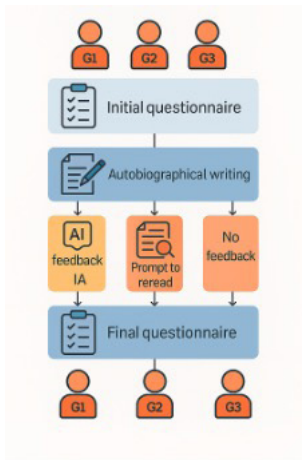 G1 G2 G3
Initial questionnaire
Autobiographical writing
AI
feedback
IA
Prompt to
reread
No
feedback
Final questionnaire
G1 G2 G3